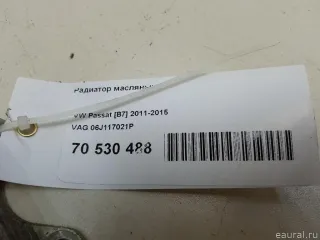 Радиатор масляный
VW Passat [B7] 2011-2015
VAG 06J117021P
70 530 488
eaural.ru